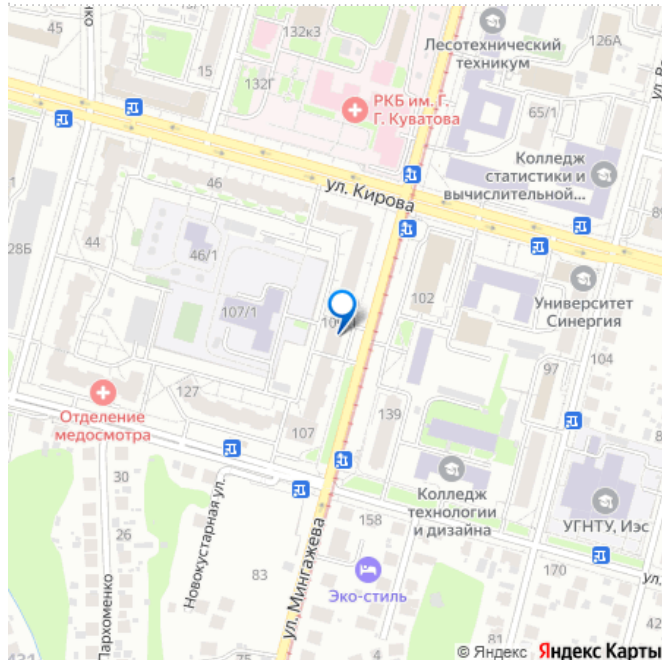 45
132к3
Лесотехнический
техникум
126А
15
132Г
РКБ им. Г.
Г. Куватова
65/1
Колледж
статистики и
вычислительной...
46
ул. Кирова
28Б
44
46/1
102
107/1
Университет
Синергия
104
97
127
Отделение
медосмотра
107
139
30
Колледж
технологии
и дизайна
УГНТУ, Иэс
Новокустарная ул.
26
158
83
ул. Мингажева
Эко-стиль
170
ул.
Пархоменко
4
81
42
© Яндекс Яндекс Карты